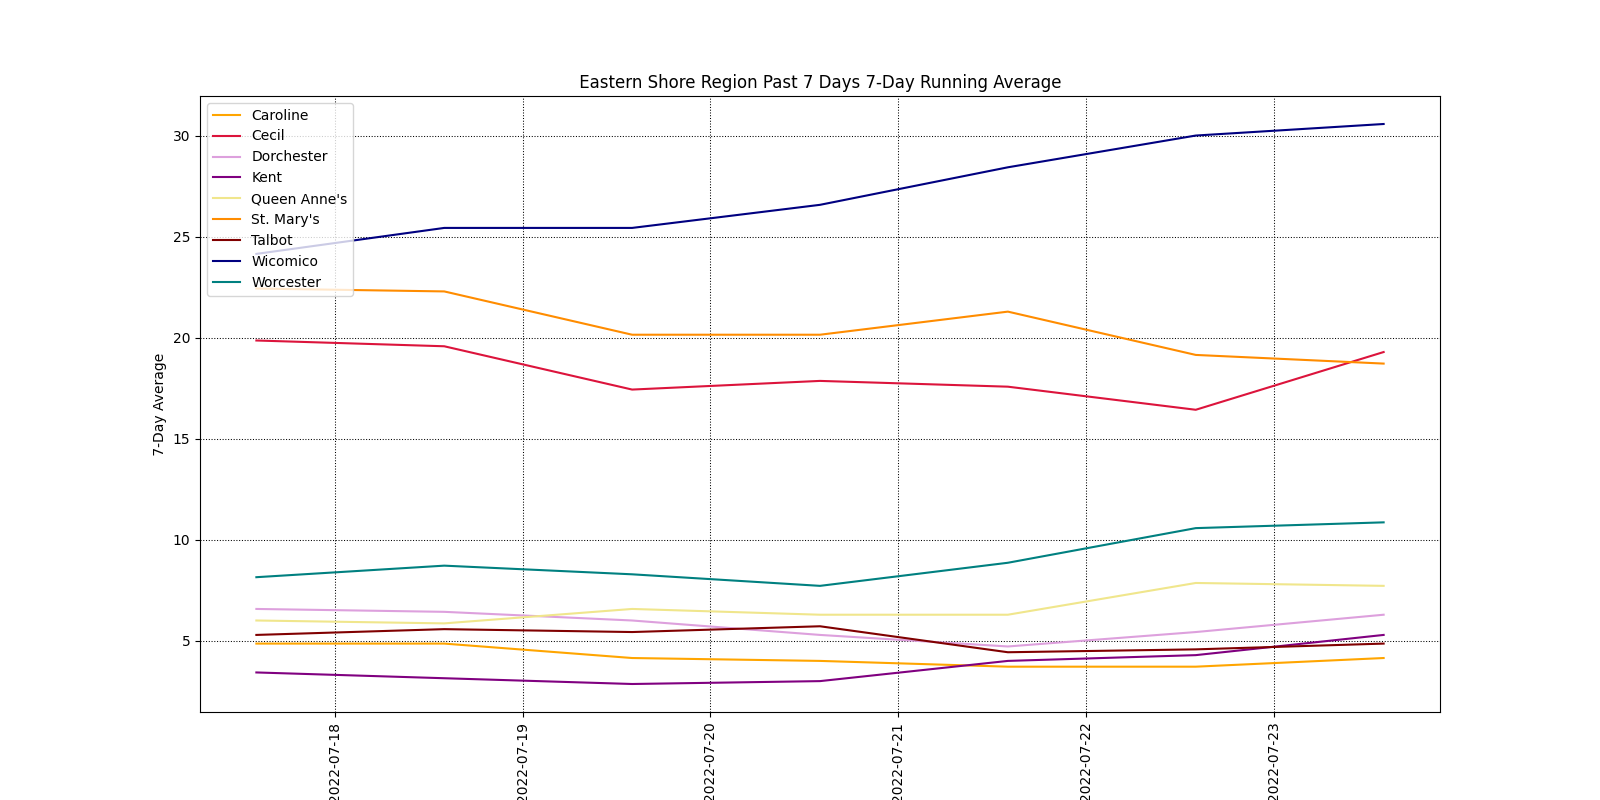 Eastern Shore Region Past 7 Days 7-Day Running Average
Caroline
Cecil
Dorchester
Kent
Queen Anne's
St. Mary's
Talbot
Wicomico
Worcester
30
25
20
15
10
5
7-Day Average
2022-07-18
2022-07-19
2022-07-20
2022-07-21
2022-07-22
2022-07-23